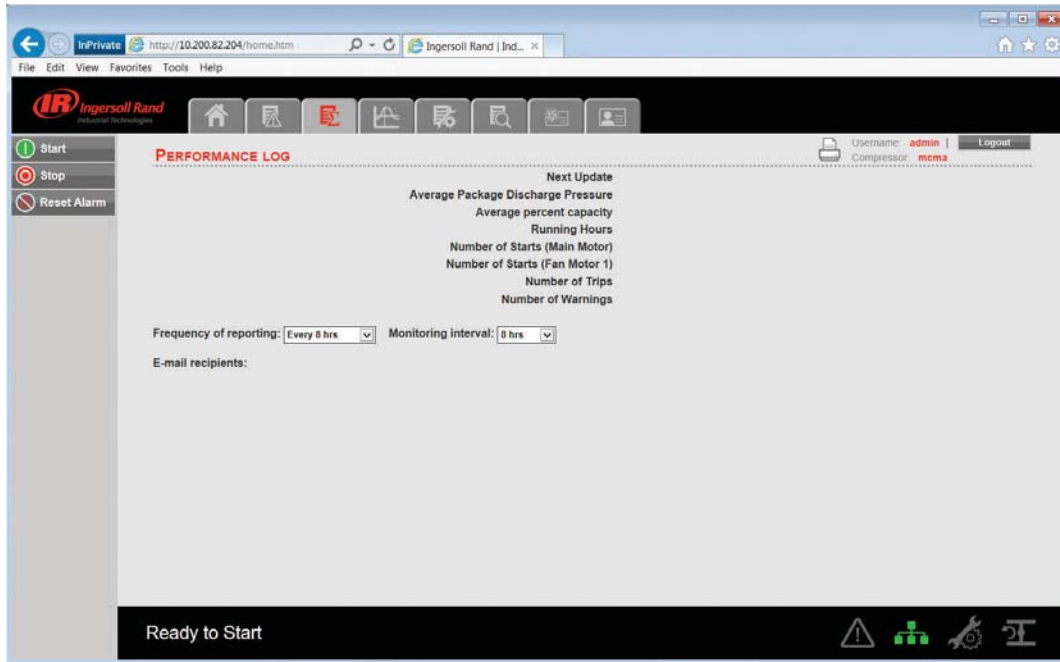 InPrivate
http://10.200.82.204/home.htm
Ingersoll Rand | Ind...
File Edit View Favorites Tools Help
IR Ingersoll Rand
Industrial Technologies
Start
Stop
Reset Alarm
PERFORMANCE LOG
Username: admin | Logout
Compressor: mcma
Next Update
Average Package Discharge Pressure
Average percent capacity
Running Hours
Number of Starts (Main Motor)
Number of Starts (Fan Motor 1)
Number of Trips
Number of Warnings
Frequency of reporting: Every 8 hrs Monitoring interval: 8 hrs
E-mail recipients:
Ready to Start